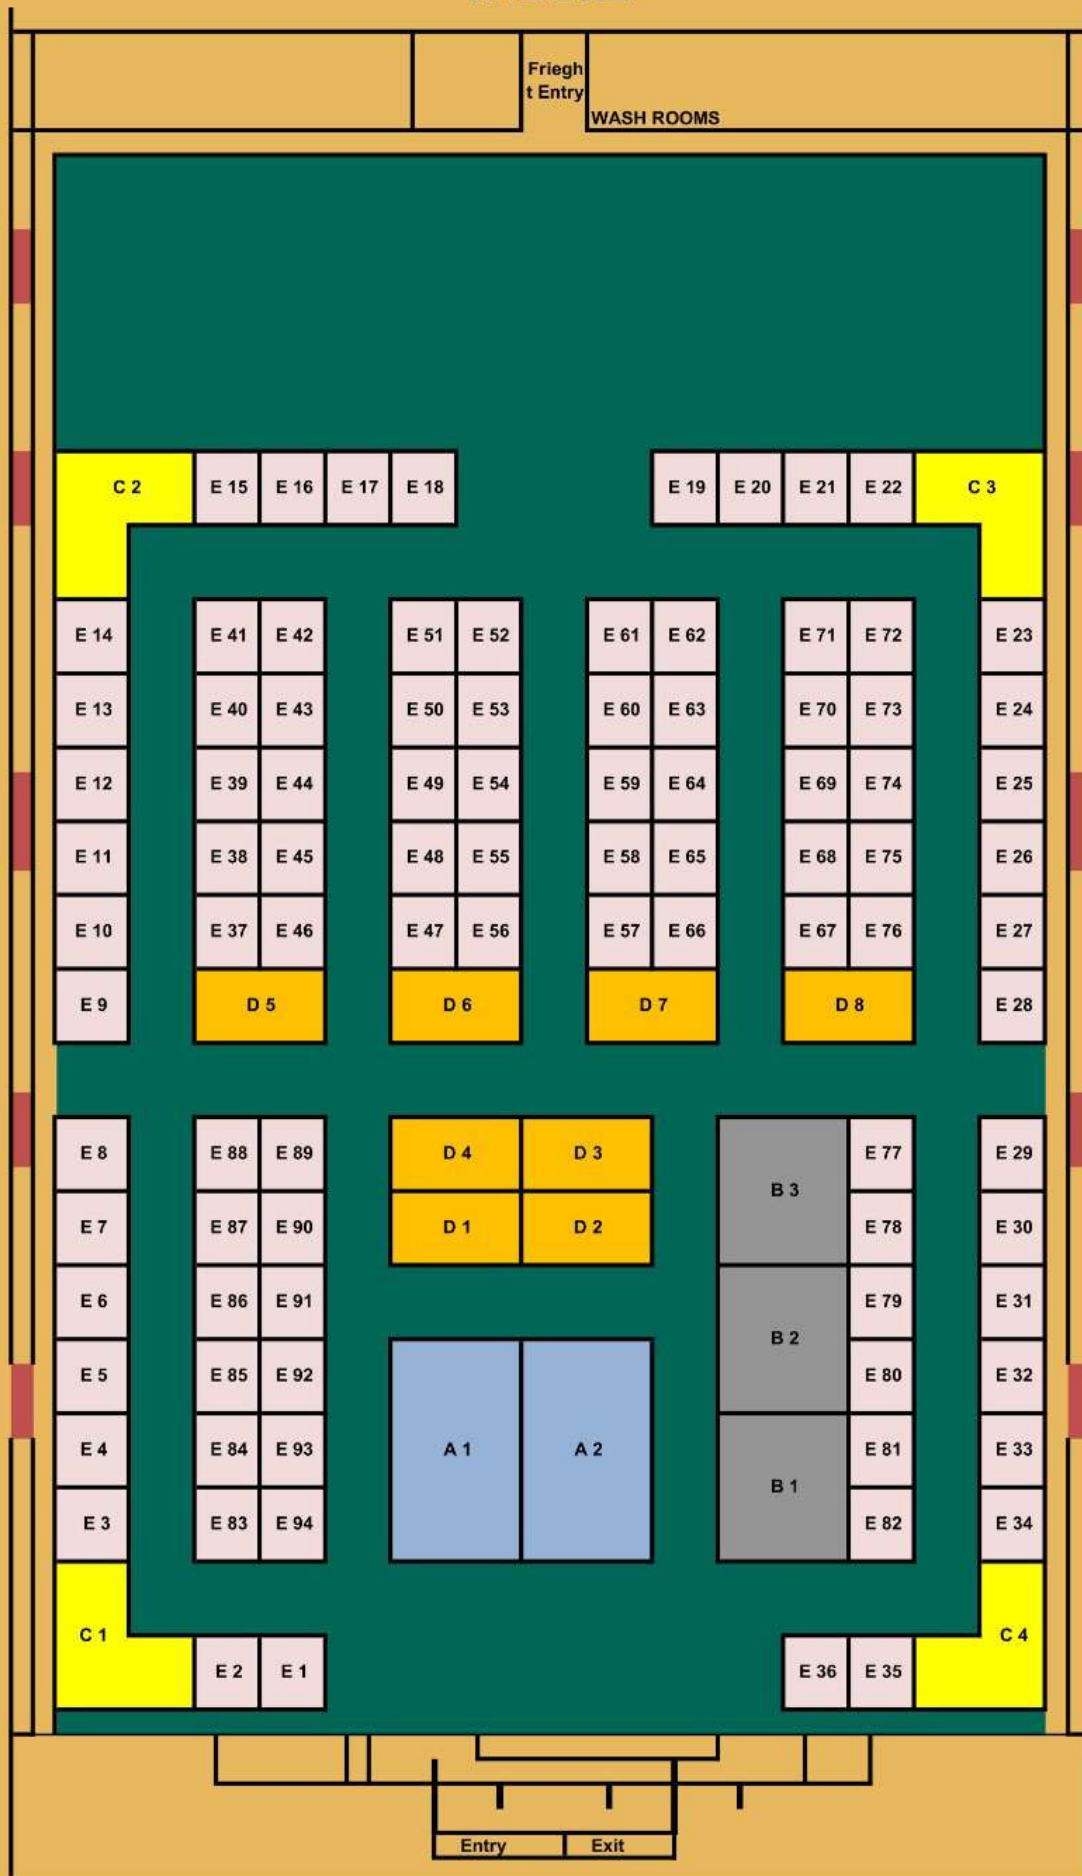 Friegh
t Entry
WASH ROOMS
C 2 E 15 E 16 E 17 E 18 E 19 E 20 E 21 E 22 C 3
E 14 E 41 E 42 E 51 E 52 E 61 E 62 E 71 E 72 E 23
E 13 E 40 E 43 E 50 E 53 E 60 E 63 E 70 E 73 E 24
E 12 E 39 E 44 E 49 E 54 E 59 E 64 E 69 E 74 E 25
E 11 E 38 E 45 E 48 E 55 E 58 E 65 E 68 E 75 E 26
E 10 E 37 E 46 E 47 E 56 E 57 E 66 E 67 E 76 E 27
E 9 D 5 D 6 D 7 D 8 E 28
E 8 E 88 E 89 D 4 D 3 E 77 E 29
B 3
E 7 E 87 E 90 D 1 D 2 E 78 E 30
E 6 E 86 E 91 E 79 E 31
B 2
E 5 E 85 E 92 E 80 E 32
E 4 E 84 E 93 A 1 A 2 E 81 E 33
B 1
E 3 E 83 E 94 E 82 E 34
C 1 C 4
E 2 E 1 E 36 E 35
Entry Exit